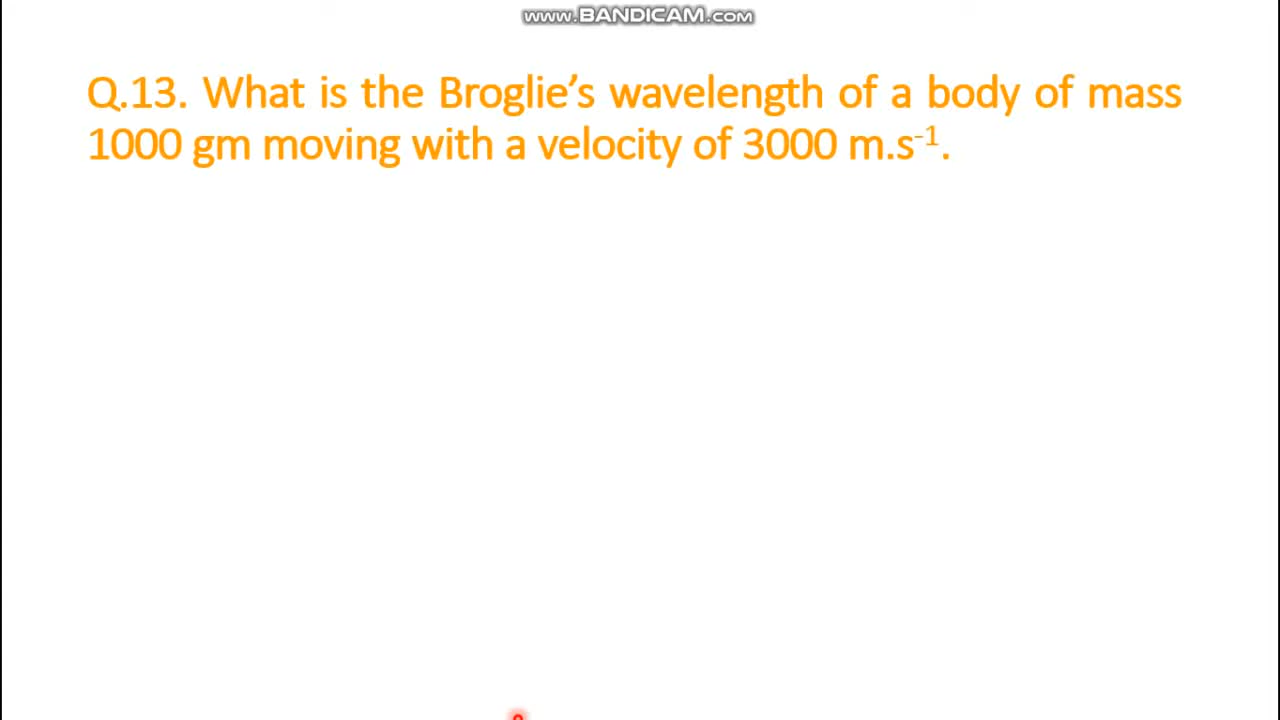 www.BANDICAM.com
Q.13. What is the Broglie’s wavelength of a body of mass
1000 gm moving with a velocity of 3000 m.s⁻¹.